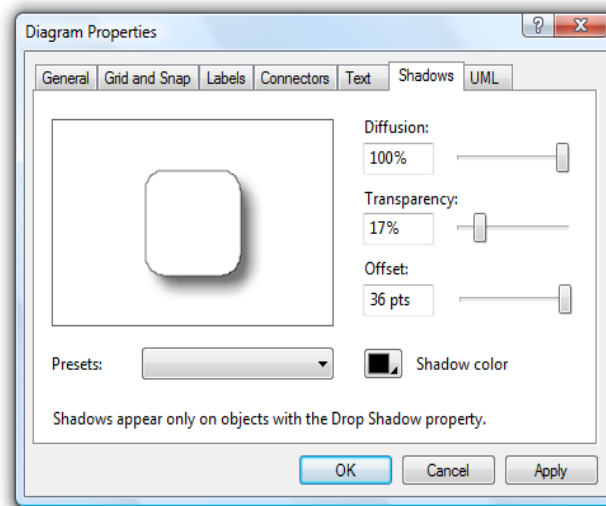 Diagram Properties
?
General Grid and Snap Labels Connectors Text Shadows UML
Diffusion:
100%
Transparency:
17%
Offset:
36 pts
Presets:
Shadow color
Shadows appear only on objects with the Drop Shadow property.
OK Cancel Apply